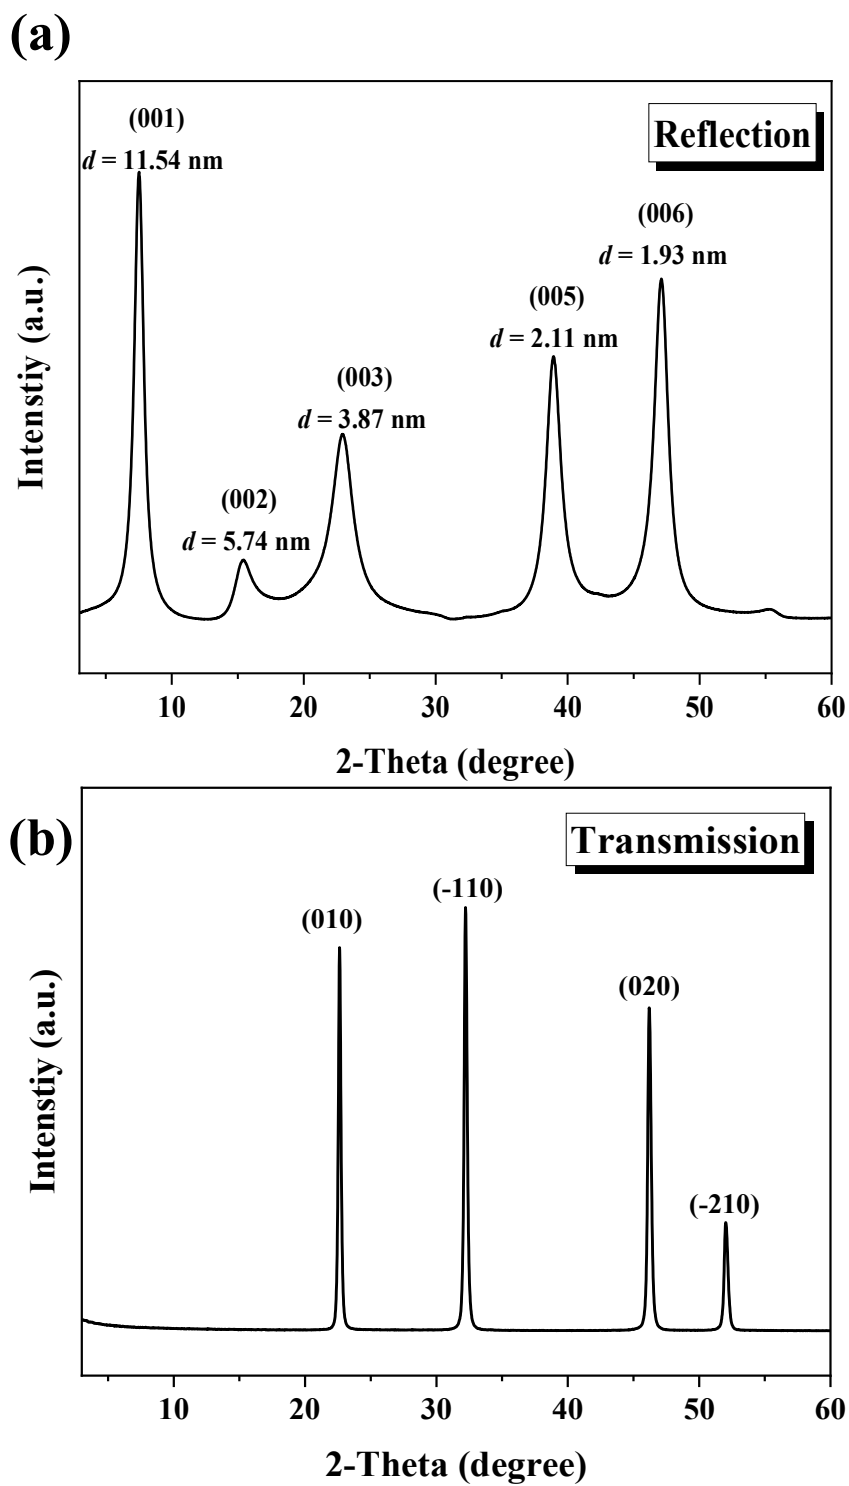 (a)
(001)
d = 11.54 nm
Reflection
(006)
d = 1.93 nm
(005)
d = 2.11 nm
(003)
d = 3.87 nm
(002)
d = 5.74 nm
Intenstiy (a.u.)
10 20 30 40 50 60
2-Theta (degree)
(b)
Transmission
(-110)
(010)
(020)
(-210)
Intenstiy (a.u.)
10 20 30 40 50 60
2-Theta (degree)